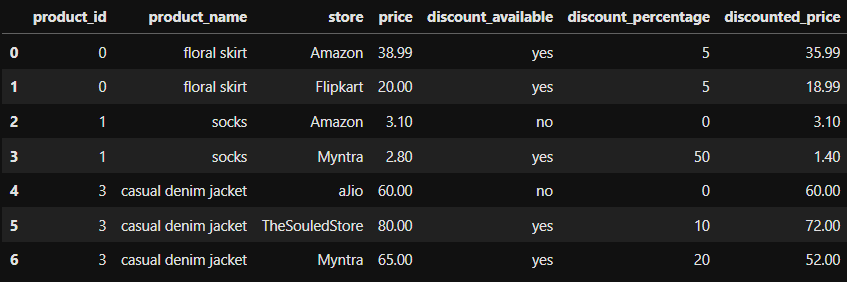 product_id product_name store price discount_available discount_percentage discounted_price
0 0 floral skirt Amazon 38.99 yes 5 35.99
1 0 floral skirt Flipkart 20.00 yes 5 18.99
2 1 socks Amazon 3.10 no 0 3.10
3 1 socks Myntra 2.80 yes 50 1.40
4 3 casual denim jacket aJio 60.00 no 0 60.00
5 3 casual denim jacket TheSouledStore 80.00 yes 10 72.00
6 3 casual denim jacket Myntra 65.00 yes 20 52.00